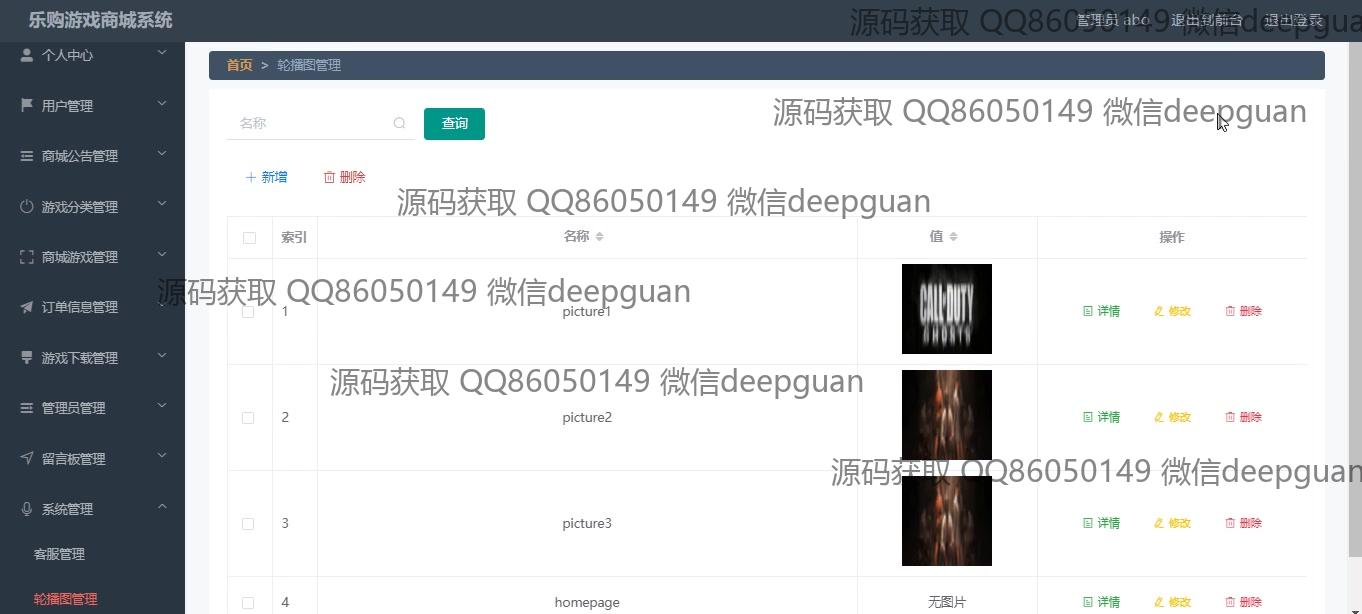 乐购游戏商城系统
管理员 abo 退出到前台 退出登录
源码获取 QQ86050149 微信deepgua
个人中心
用户管理
商城公告管理
游戏分类管理
商城游戏管理
订单信息管理
游戏下载管理
管理员管理
留言板管理
系统管理
客服管理
轮播图管理
首页 > 轮播图管理
源码获取 QQ86050149 微信deepguan
名称 查询
+ 新增 删除
源码获取 QQ86050149 微信deepguan
索引 名称 值 操作
源码获取 QQ86050149 微信deepguan
1 picture1 CALL OF DUTY GHOSTS 详情 修改 删除
源码获取 QQ86050149 微信deepguan
2 picture2 详情 修改 删除
源码获取 QQ86050149 微信deepguan
3 picture3 详情 修改 删除
4 homepage 无图片 详情 修改 删除